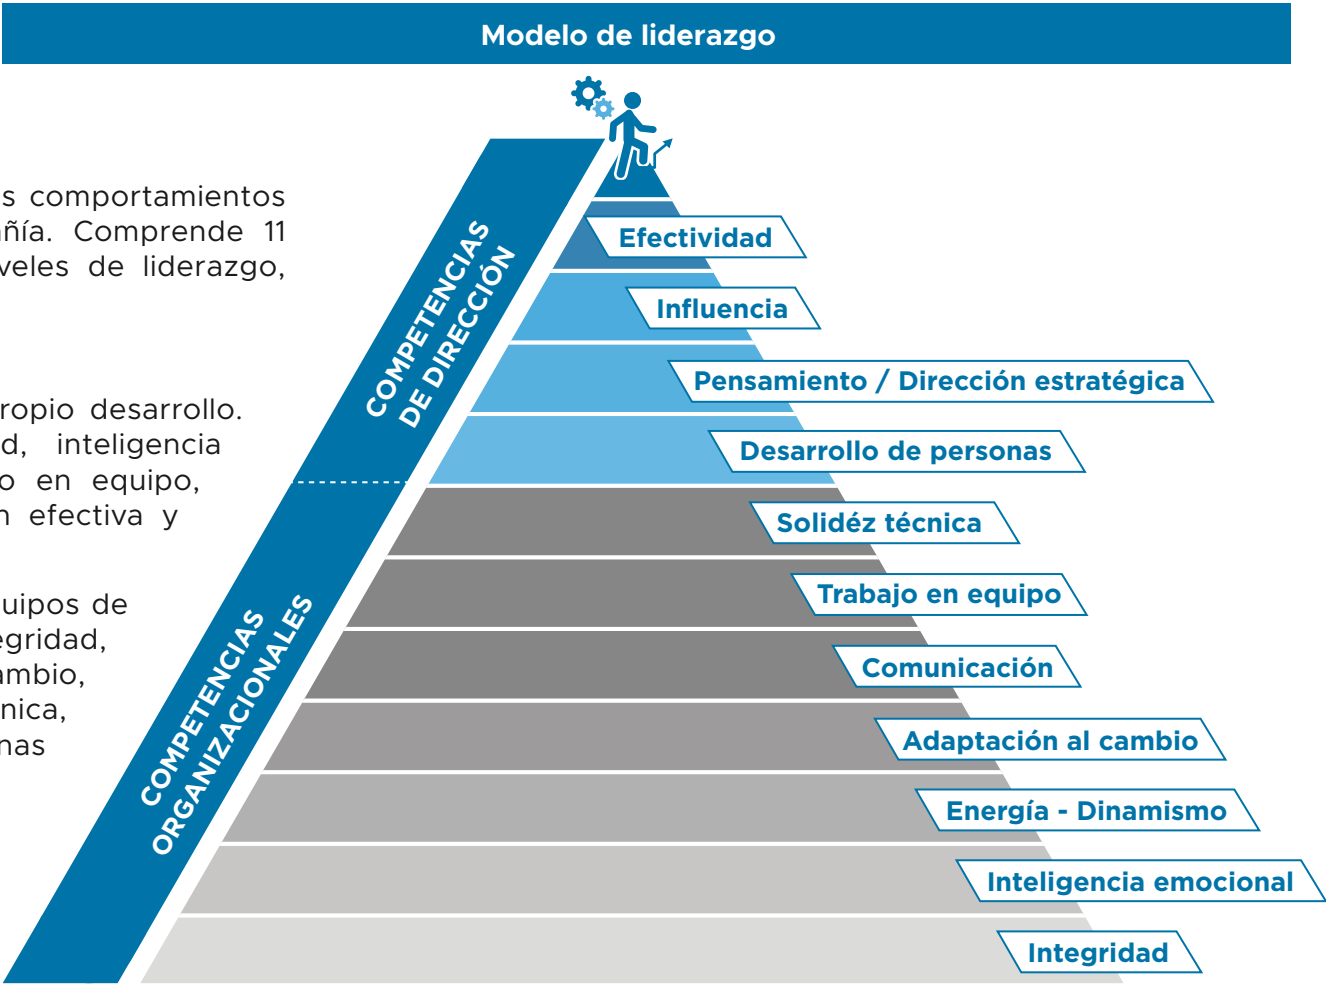 Modelo de liderazgo
s comportamientos
añía. Comprende 11
veles de liderazgo,
ropio desarrollo.
d, inteligencia
o en equipo,
n efectiva y
uipos de
egridad,
ambio,
nica,
nas
COMPETENCIAS
DE DIRECCIÓN
COMPETENCIAS
ORGANIZACIONALES
Efectividad
Influencia
Pensamiento / Dirección estratégica
Desarrollo de personas
Solidéz técnica
Trabajo en equipo
Comunicación
Adaptación al cambio
Energía - Dinamismo
Inteligencia emocional
Integridad